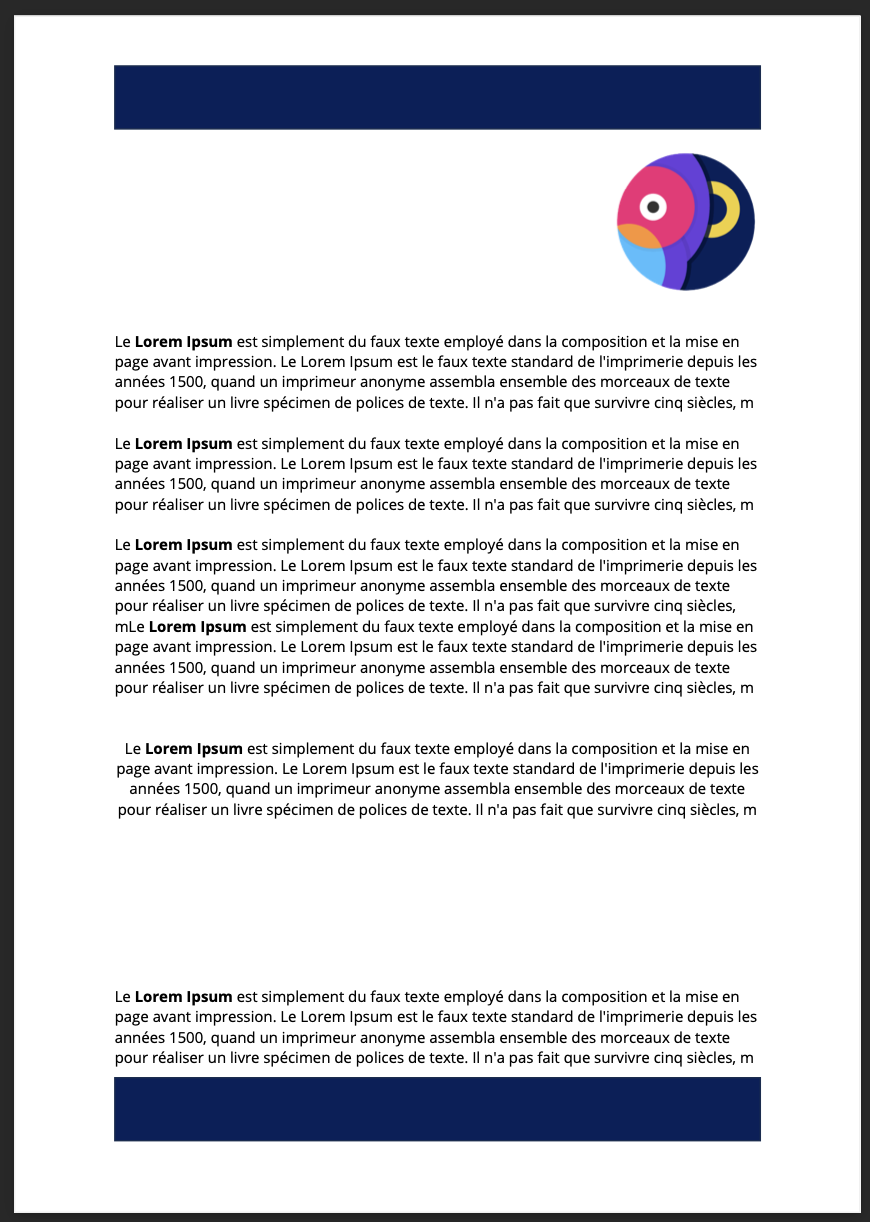 Le Lorem Ipsum est simplement du faux texte employé dans la composition et la mise en
page avant impression. Le Lorem Ipsum est le faux texte standard de l'imprimerie depuis les
années 1500, quand un imprimeur anonyme assembla ensemble des morceaux de texte
pour réaliser un livre spécimen de polices de texte. Il n'a pas fait que survivre cinq siècles, m
Le Lorem Ipsum est simplement du faux texte employé dans la composition et la mise en
page avant impression. Le Lorem Ipsum est le faux texte standard de l'imprimerie depuis les
années 1500, quand un imprimeur anonyme assembla ensemble des morceaux de texte
pour réaliser un livre spécimen de polices de texte. Il n'a pas fait que survivre cinq siècles, m
Le Lorem Ipsum est simplement du faux texte employé dans la composition et la mise en
page avant impression. Le Lorem Ipsum est le faux texte standard de l'imprimerie depuis les
années 1500, quand un imprimeur anonyme assembla ensemble des morceaux de texte
pour réaliser un livre spécimen de polices de texte. Il n'a pas fait que survivre cinq siècles,
mLe Lorem Ipsum est simplement du faux texte employé dans la composition et la mise en
page avant impression. Le Lorem Ipsum est le faux texte standard de l'imprimerie depuis les
années 1500, quand un imprimeur anonyme assembla ensemble des morceaux de texte
pour réaliser un livre spécimen de polices de texte. Il n'a pas fait que survivre cinq siècles, m
Le Lorem Ipsum est simplement du faux texte employé dans la composition et la mise en
page avant impression. Le Lorem Ipsum est le faux texte standard de l'imprimerie depuis les
années 1500, quand un imprimeur anonyme assembla ensemble des morceaux de texte
pour réaliser un livre spécimen de polices de texte. Il n'a pas fait que survivre cinq siècles, m
Le Lorem Ipsum est simplement du faux texte employé dans la composition et la mise en
page avant impression. Le Lorem Ipsum est le faux texte standard de l'imprimerie depuis les
années 1500, quand un imprimeur anonyme assembla ensemble des morceaux de texte
pour réaliser un livre spécimen de polices de texte. Il n'a pas fait que survivre cinq siècles, m